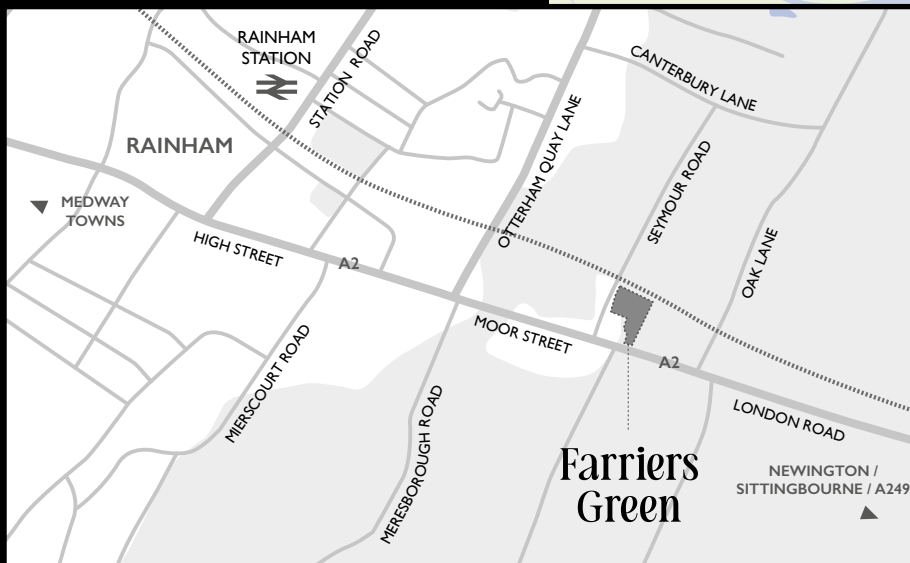 RAINHAM
STATION
STATION ROAD
CANTERBURY LANE
RAINHAM
OTTERHAM QUAY LANE
SEYMOUR ROAD
MEDWAY
TOWNS
HIGH STREET
A2
OAK LANE
MOOR STREET
A2
MIERSCOURT ROAD
MERESBOROUGH ROAD
LONDON ROAD
Farriers
Green
NEWINGTON /
SITTINGBOURNE / A249